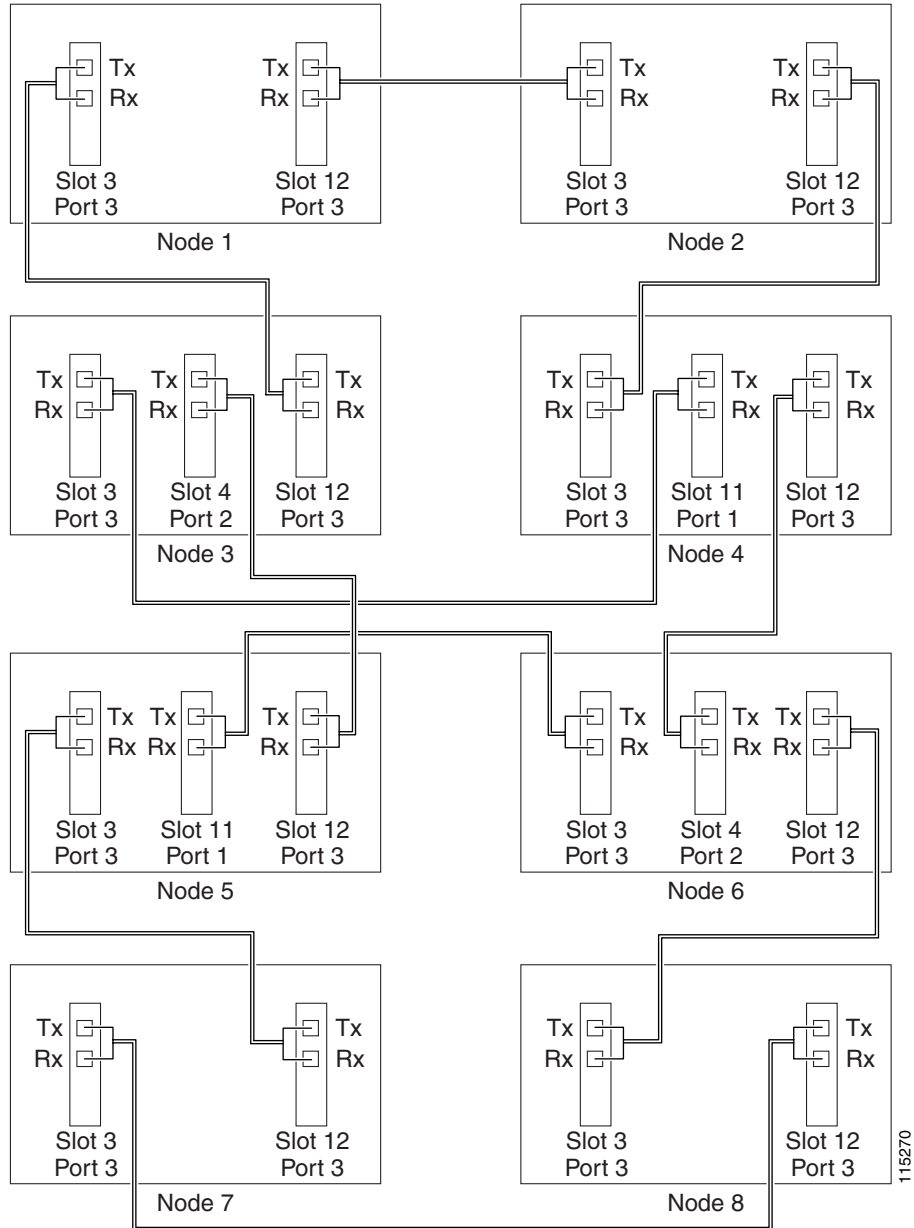 Tx Tx Tx Tx
Rx Rx Rx Rx
Slot 3 Slot 12 Slot 3 Slot 12
Port 3 Port 3 Port 3 Port 3
Node 1 Node 2
Tx Tx Tx Tx Tx Tx
Rx Rx Rx Rx Rx Rx
Slot 3 Slot 4 Slot 12 Slot 3 Slot 11 Slot 12
Port 3 Port 2 Port 3 Port 3 Port 1 Port 3
Node 3 Node 4
Tx Tx Tx Tx Tx Tx
Rx Rx Rx Rx Rx Rx
Slot 3 Slot 11 Slot 12 Slot 3 Slot 4 Slot 12
Port 3 Port 1 Port 3 Port 3 Port 2 Port 3
Node 5 Node 6
Tx Tx Tx Tx
Rx Rx Rx Rx
Slot 3 Slot 12 Slot 3 Slot 12
Port 3 Port 3 Port 3 Port 3
Node 7 Node 8
115270